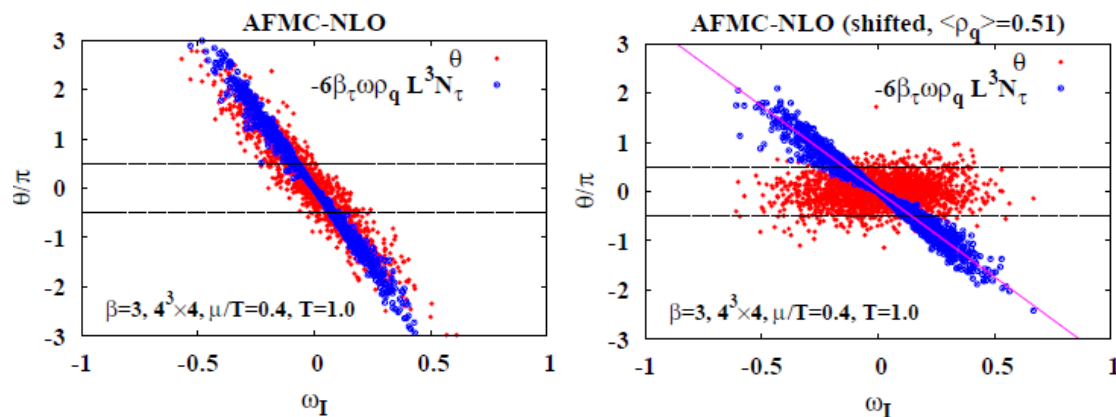 AFMC-NLO
θ
-6β_τωρ_q L³N_τ
θ/π
3
2
1
0
-1
-2
-3
β=3, 4³×4, μ/T=0.4, T=1.0
-1
-0.5
0
0.5
1
ω_I
AFMC-NLO (shifted, <ρ_q>=0.51)
θ
-6β_τωρ_q L³N_τ
θ/π
3
2
1
0
-1
-2
-3
β=3, 4³×4, μ/T=0.4, T=1.0
-1
-0.5
0
0.5
1
ω_I